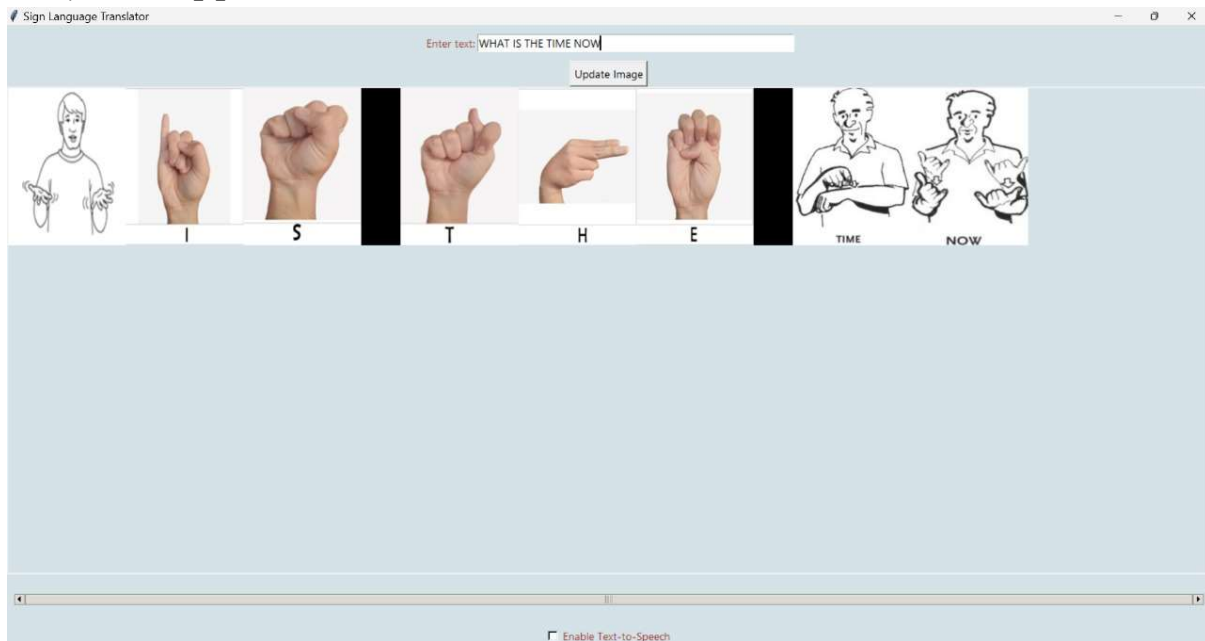 Sign Language Translator
Enter text: WHAT IS THE TIME NOW
Update Image
I S T H E TIME NOW
Enable Text-to-Speech